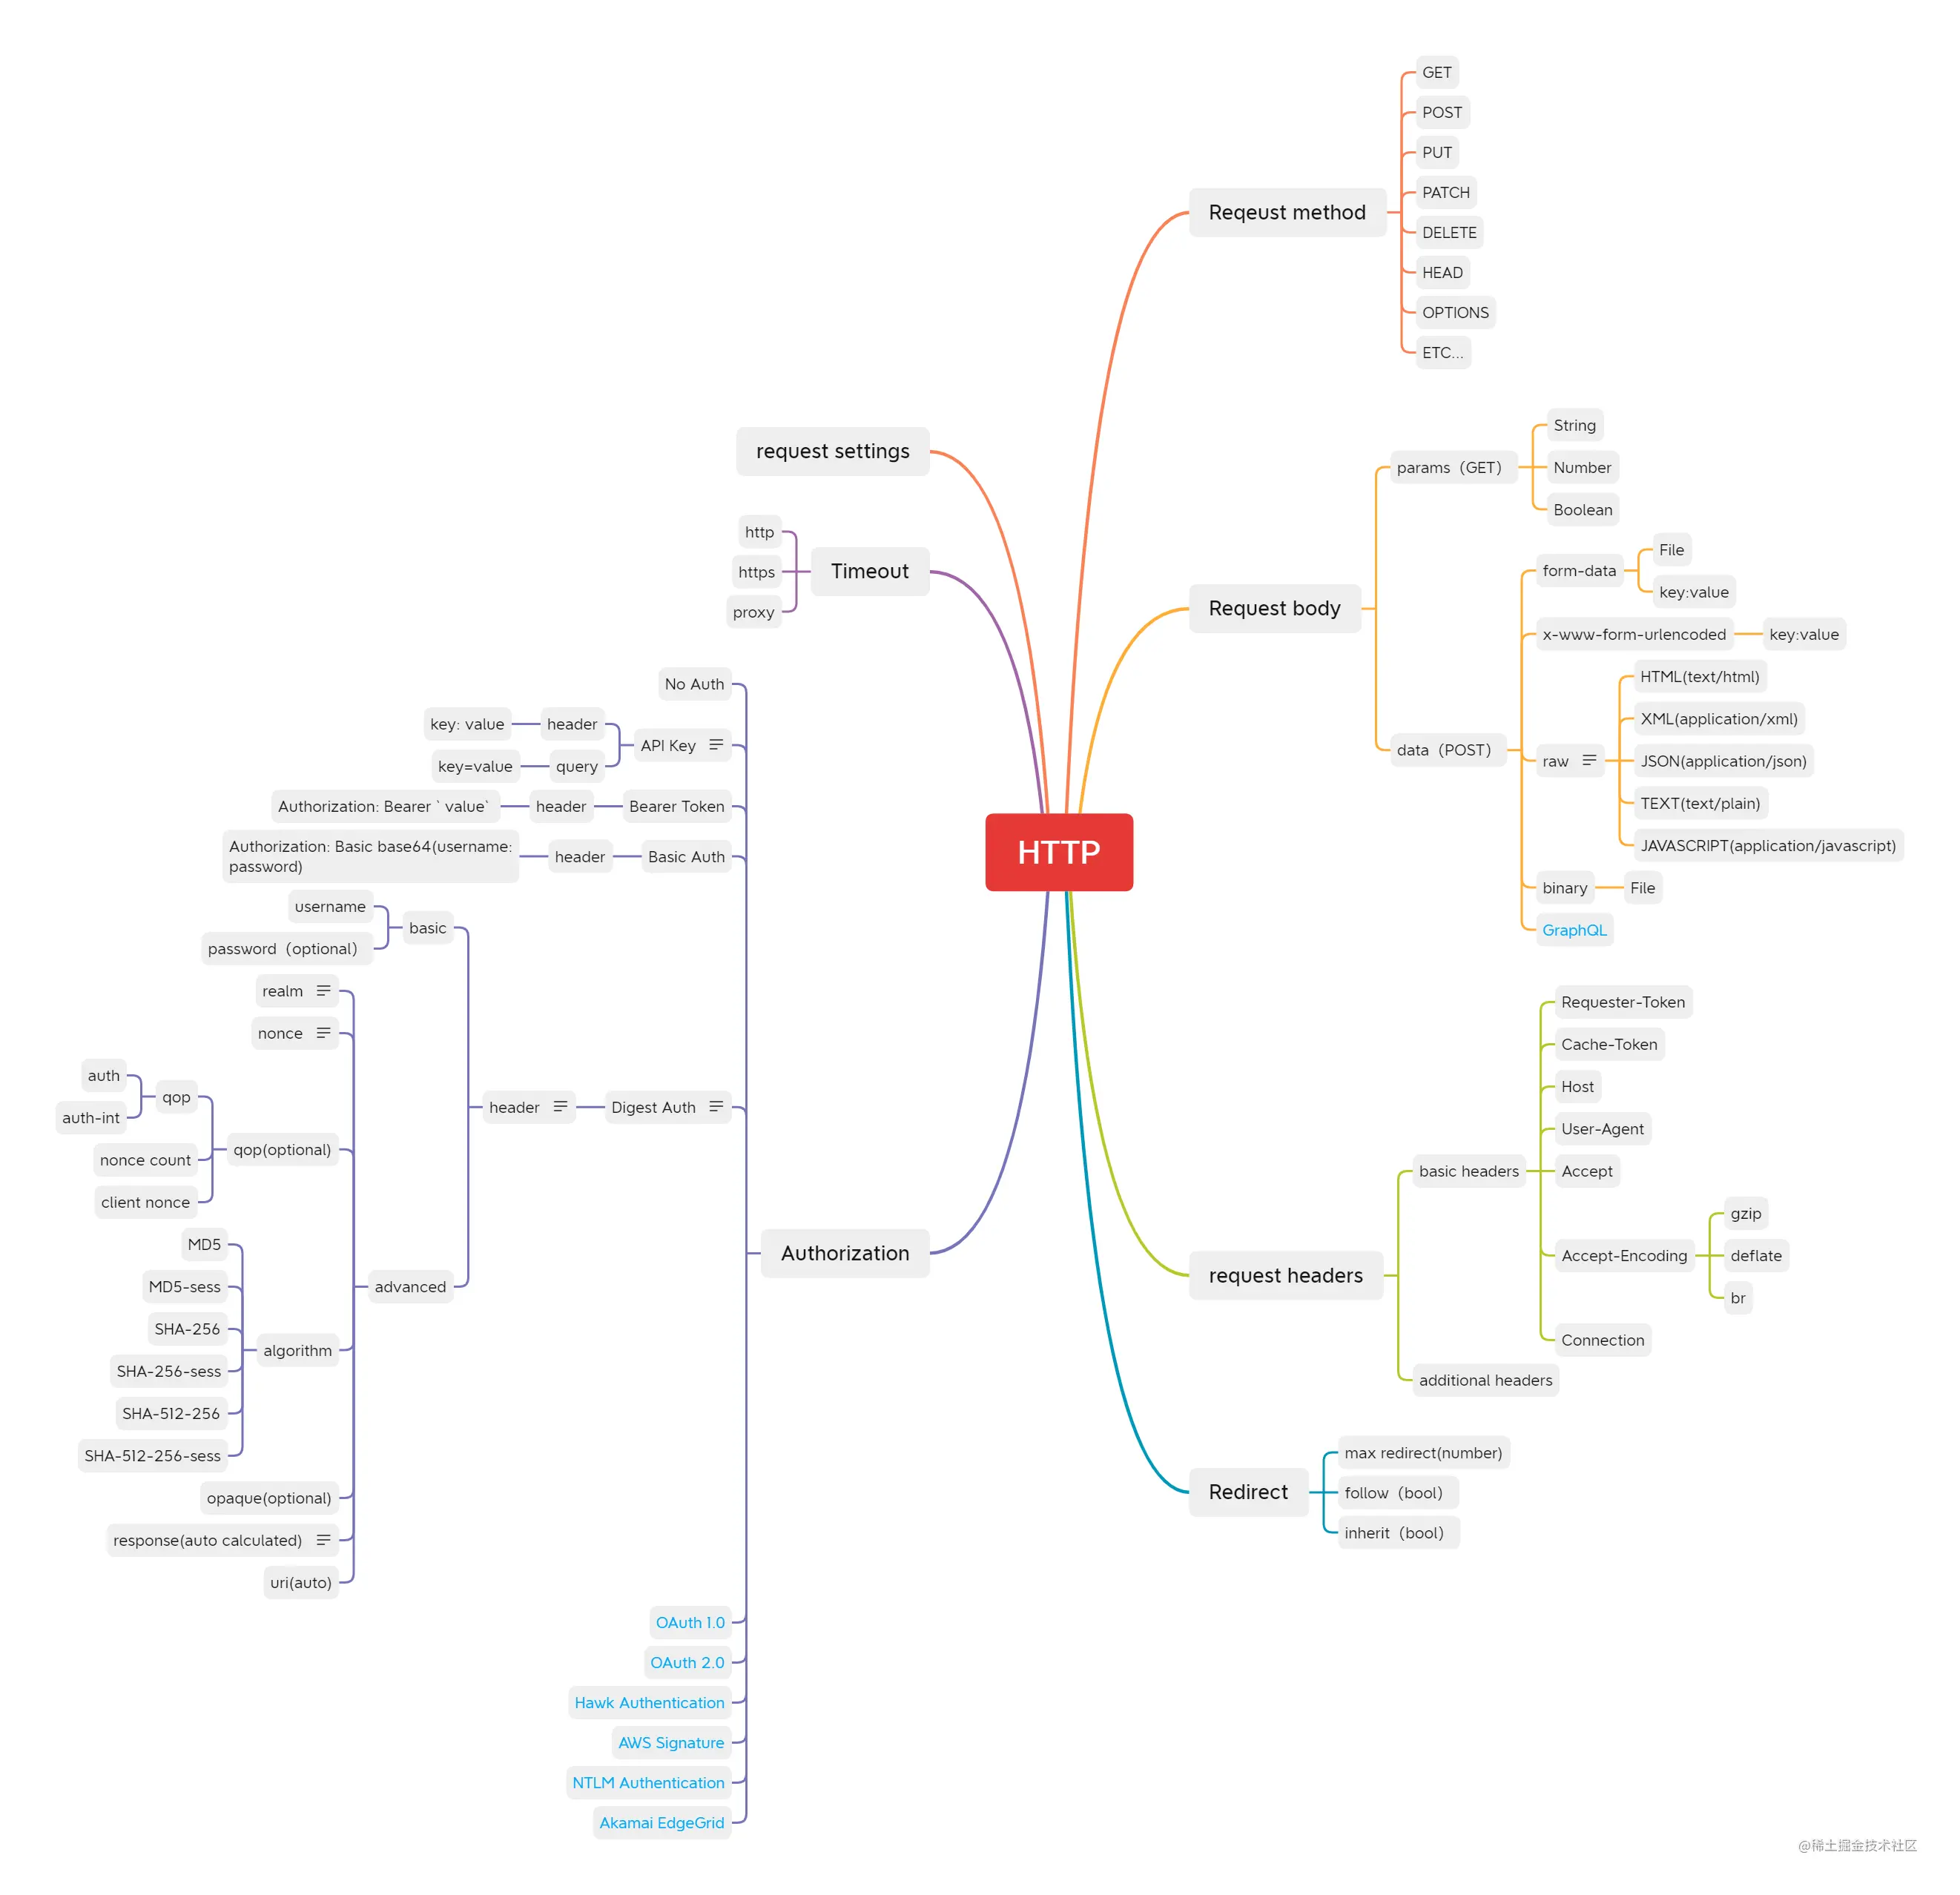 HTTP
Reqeust method
GET
POST
PUT
PATCH
DELETE
HEAD
OPTIONS
ETC...
Request body
params（GET）
String
Number
Boolean
data（POST）
form-data
File
key:value
x-www-form-urlencoded
key:value
raw
HTML(text/html)
XML(application/xml)
JSON(application/json)
TEXT(text/plain)
JAVASCRIPT(application/javascript)
binary
File
GraphQL
request headers
basic headers
Requester-Token
Cache-Token
Host
User-Agent
Accept
Accept-Encoding
gzip
deflate
br
Connection
additional headers
Redirect
max redirect(number)
follow（bool）
inherit（bool）
request settings
Timeout
http
https
proxy
Authorization
No Auth
API Key
header
key: value
query
key=value
Bearer Token
header
Authorization: Bearer `value`
Basic Auth
header
Authorization: Basic base64(username:
password)
Digest Auth
header
basic
username
password（optional）
advanced
realm
nonce
qop(optional)
qop
auth
auth-int
nonce count
client nonce
algorithm
MD5
MD5-sess
SHA-256
SHA-256-sess
SHA-512-256
SHA-512-256-sess
opaque(optional)
response(auto calculated)
uri(auto)
OAuth 1.0
OAuth 2.0
Hawk Authentication
AWS Signature
NTLM Authentication
Akamai EdgeGrid
@稀土掘金技术社区